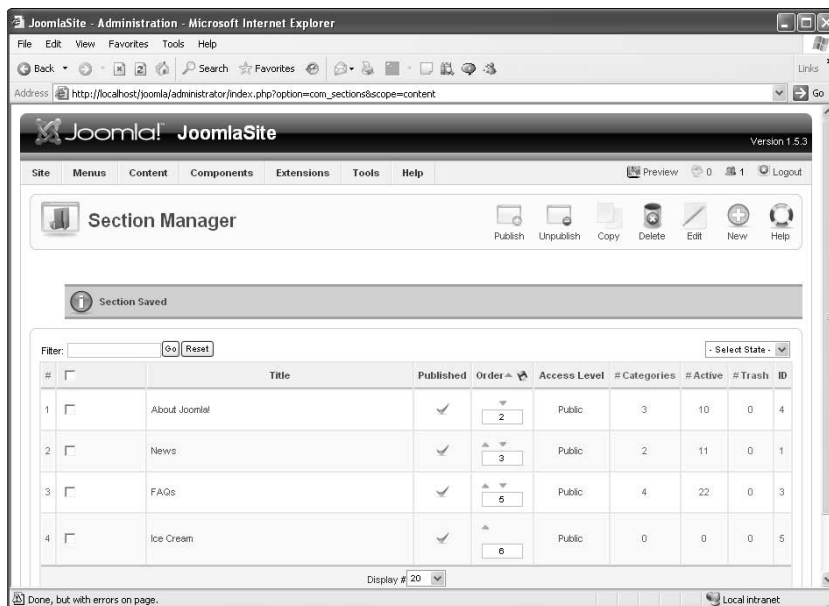 JoomlaSite - Administration - Microsoft Internet Explorer
File Edit View Favorites Tools Help
Back Search Favorites Links
Address http://localhost/joomla/administrator/index.php?option=com_sections&scope=content Go
Joomla! JoomlaSite
Version 1.5.3
Site Menus Content Components Extensions Tools Help Preview 0 1 Logout
Section Manager
Publish Unpublish Copy Delete Edit New Help
Section Saved
Filter: Go Reset - Select State -
# Title Published Order Access Level # Categories # Active # Trash ID
1 About Joomla! 2 Public 3 10 0 4
2 News 3 Public 2 11 0 1
3 FAQs 5 Public 4 22 0 3
4 Ice Cream 6 Public 0 0 0 5
Display # 20
Done, but with errors on page. Local intranet